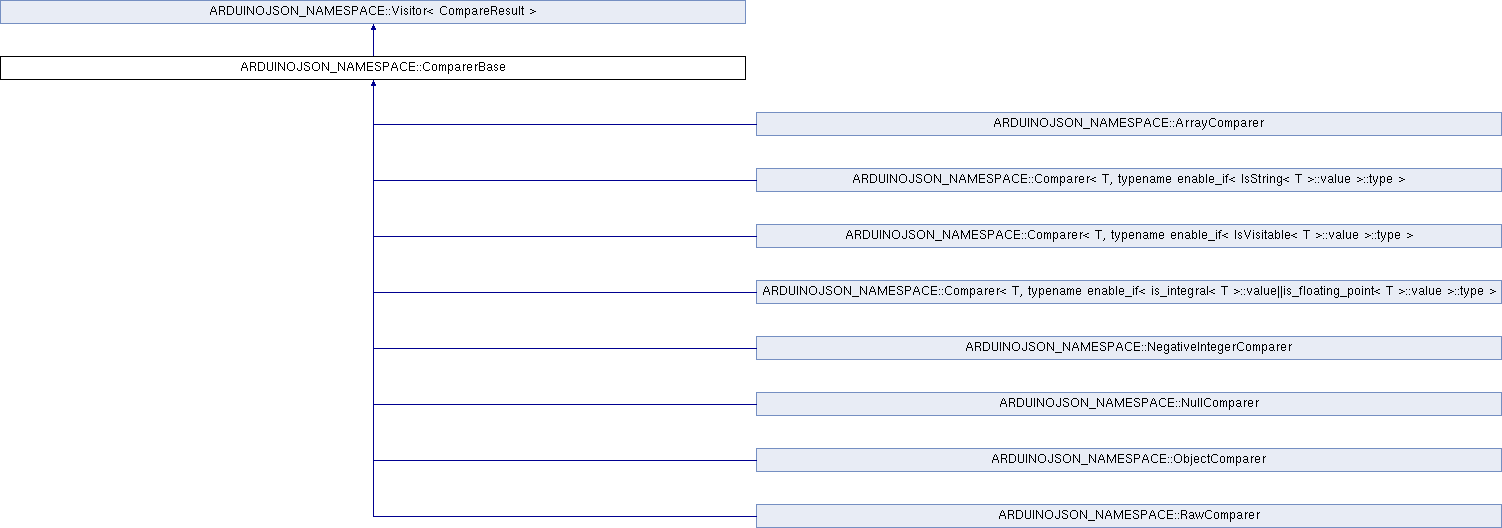 ARDUINOJSON_NAMESPACE::Visitor< CompareResult >
ARDUINOJSON_NAMESPACE::ComparerBase
ARDUINOJSON_NAMESPACE::ArrayComparer
ARDUINOJSON_NAMESPACE::Comparer< T, typename enable_if< IsString< T >::value >::type >
ARDUINOJSON_NAMESPACE::Comparer< T, typename enable_if< IsVisitable< T >::value >::type >
ARDUINOJSON_NAMESPACE::Comparer< T, typename enable_if< is_integral< T >::value||is_floating_point< T >::value >::type >
ARDUINOJSON_NAMESPACE::NegativeIntegerComparer
ARDUINOJSON_NAMESPACE::NullComparer
ARDUINOJSON_NAMESPACE::ObjectComparer
ARDUINOJSON_NAMESPACE::RawComparer